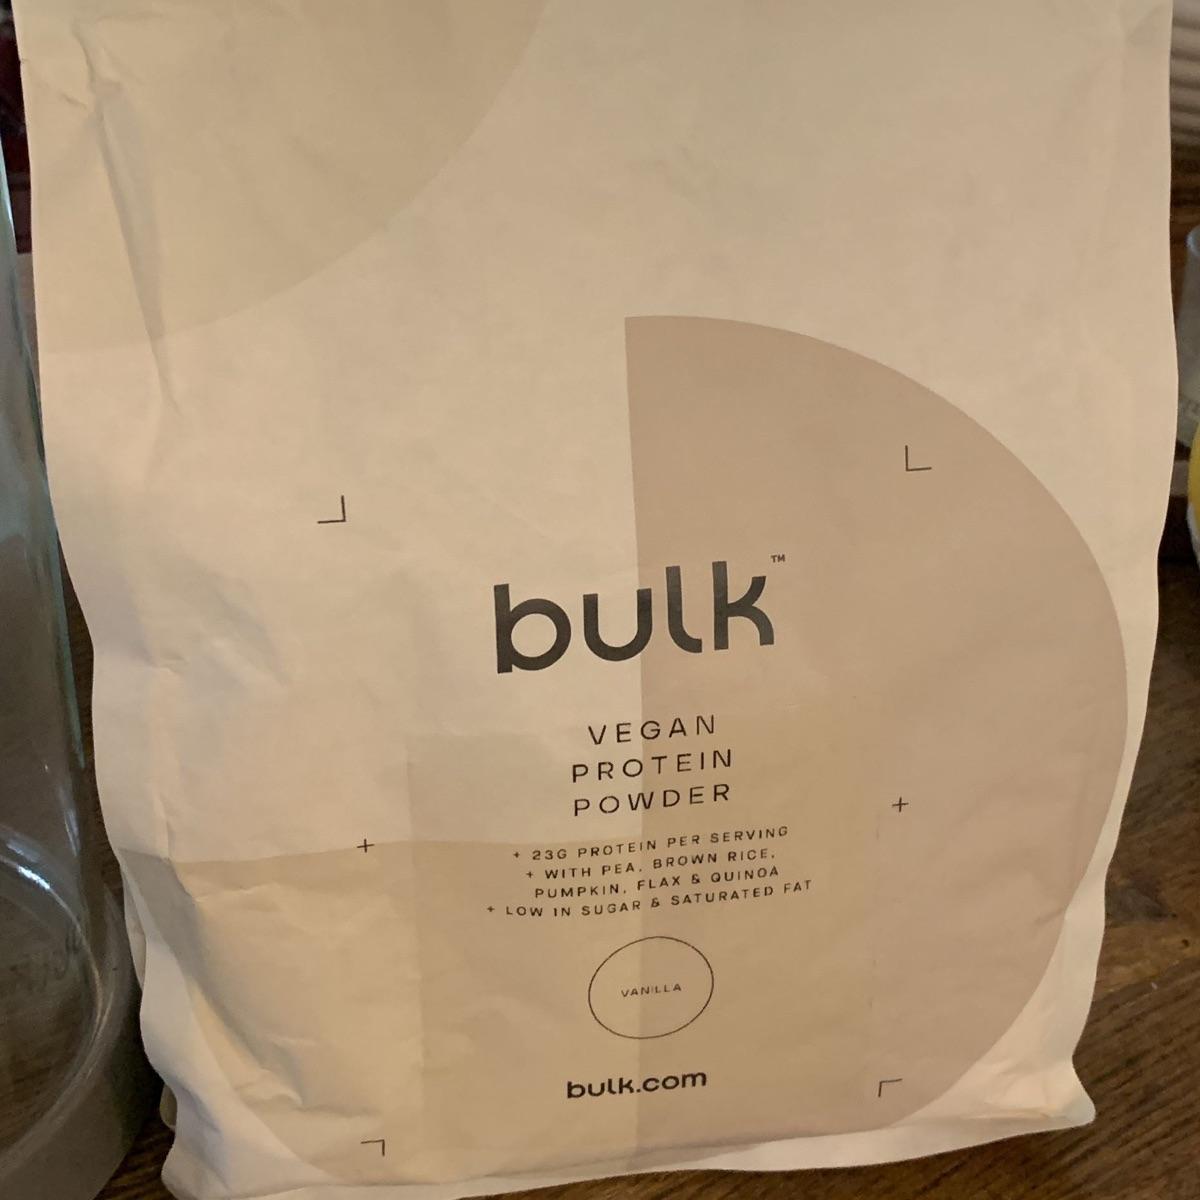 bulk™
VEGAN
PROTEIN
POWDER
+ 23G PROTEIN PER SERVING
+ WITH PEA, BROWN RICE,
PUMPKIN, FLAX & QUINOA
+ LOW IN SUGAR & SATURATED FAT
VANILLA
bulk.com